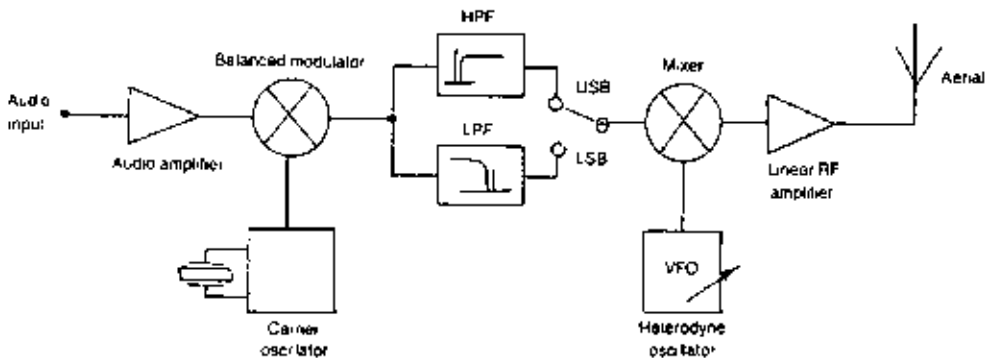 HPF
Balanced modulator
USB
Mixer
Aerial
Audio
input
LPF
LSB
Audio amplifier
Linear RF
amplifier
VFO
Carrier
oscillator
Heterodyne
oscillator